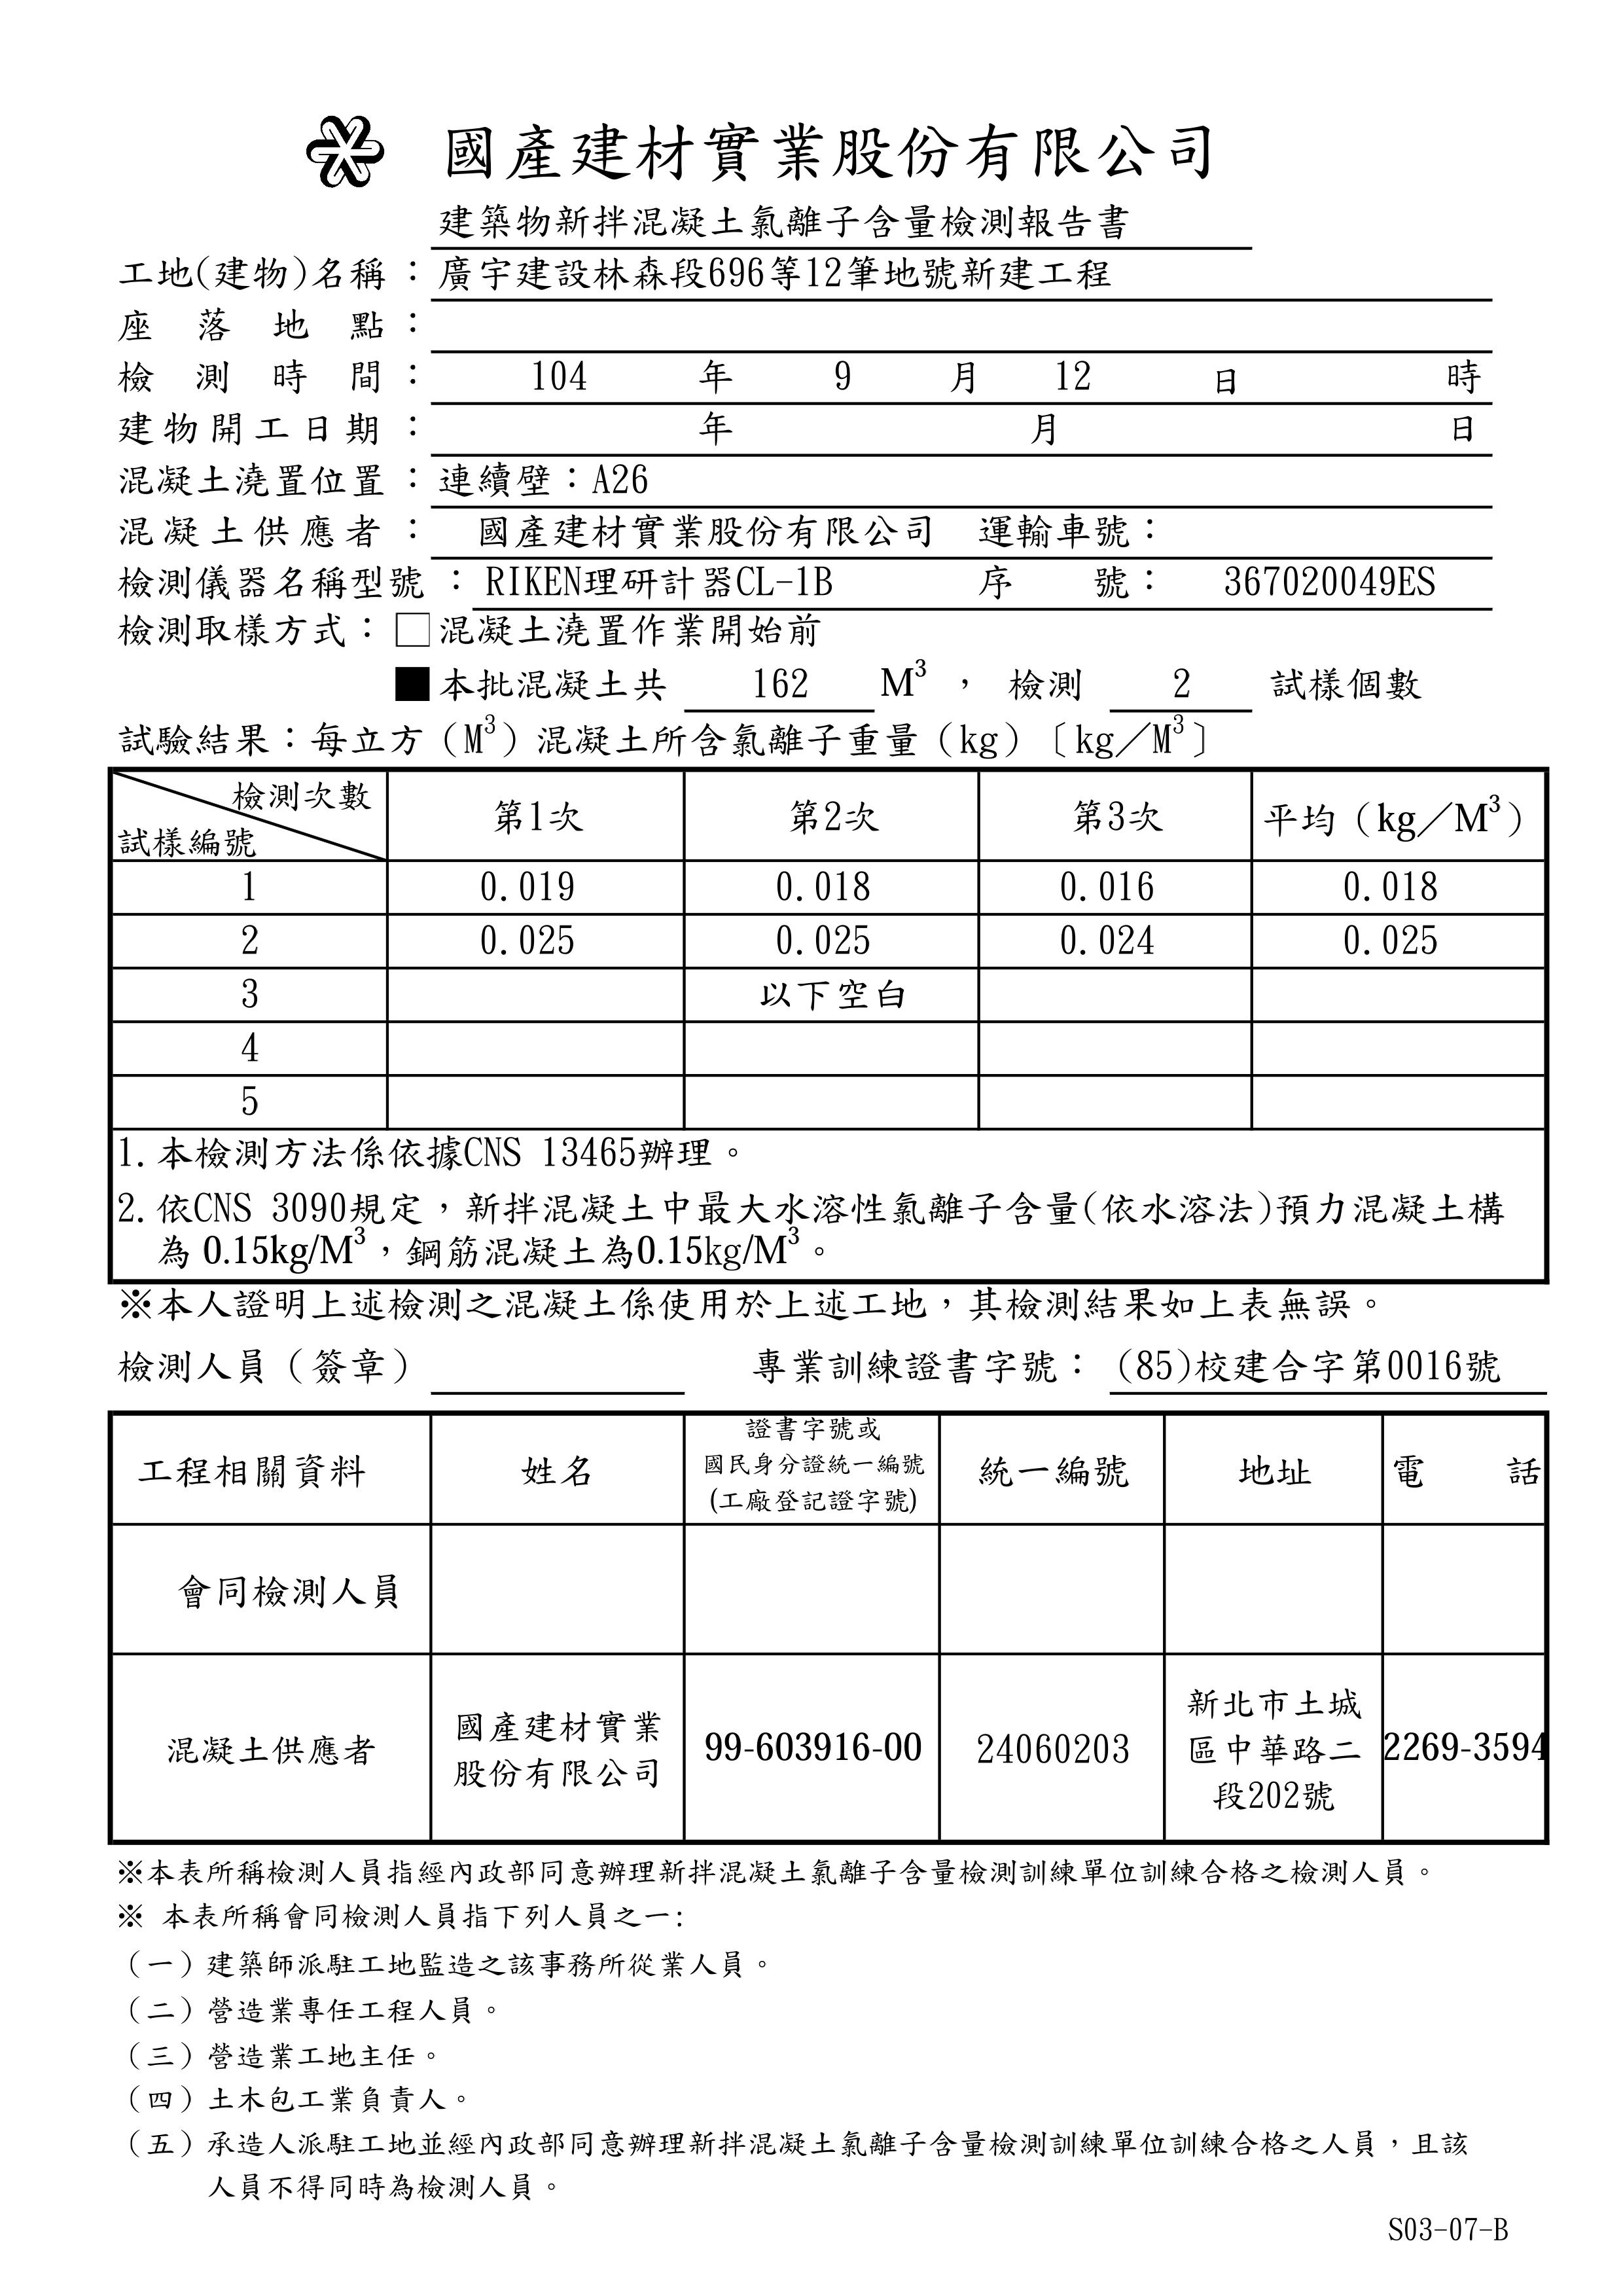 國產建材實業股份有限公司
建築物新拌混凝土氯離子含量檢測報告書
工地(建物)名稱：廣宇建設林森段696等12筆地號新建工程
座落地點：
檢測時間： 104 年 9 月 12 日 時
建物開工日期： 年 月 日
混凝土澆置位置：連續壁：A26
混凝土供應者： 國產建材實業股份有限公司 運輸車號：
檢測儀器名稱型號：RIKEN理研計器CL-1B 序 號： 367020049ES
檢測取樣方式：□混凝土澆置作業開始前
■本批混凝土共 162 M³ ， 檢測 2 試樣個數
試驗結果：每立方（M³）混凝土所含氯離子重量（kg）〔kg／M³〕
檢測次數
試樣編號 第1次 第2次 第3次 平均（kg／M³）
1 0.019 0.018 0.016 0.018
2 0.025 0.025 0.024 0.025
3 以下空白
4
5
1.本檢測方法係依據CNS 13465辦理。
2.依CNS 3090規定，新拌混凝土中最大水溶性氯離子含量(依水溶法)預力混凝土構
為 0.15kg/M³，鋼筋混凝土為0.15kg/M³。
※本人證明上述檢測之混凝土係使用於上述工地，其檢測結果如上表無誤。
檢測人員（簽章） 專業訓練證書字號： (85)校建合字第0016號
工程相關資料 姓名 證書字號或 國民身分證統一編號 (工廠登記證字號) 統一編號 地址 電 話
會同檢測人員
混凝土供應者 國產建材實業 股份有限公司 99-603916-00 24060203 新北市土城 區中華路二 段202號 2269-3594
※本表所稱檢測人員指經內政部同意辦理新拌混凝土氯離子含量檢測訓練單位訓練合格之檢測人員。
※ 本表所稱會同檢測人員指下列人員之一:
（一）建築師派駐工地監造之該事務所從業人員。
（二）營造業專任工程人員。
（三）營造業工地主任。
（四）土木包工業負責人。
（五）承造人派駐工地並經內政部同意辦理新拌混凝土氯離子含量檢測訓練單位訓練合格之人員，且該
人員不得同時為檢測人員。
S03-07-B